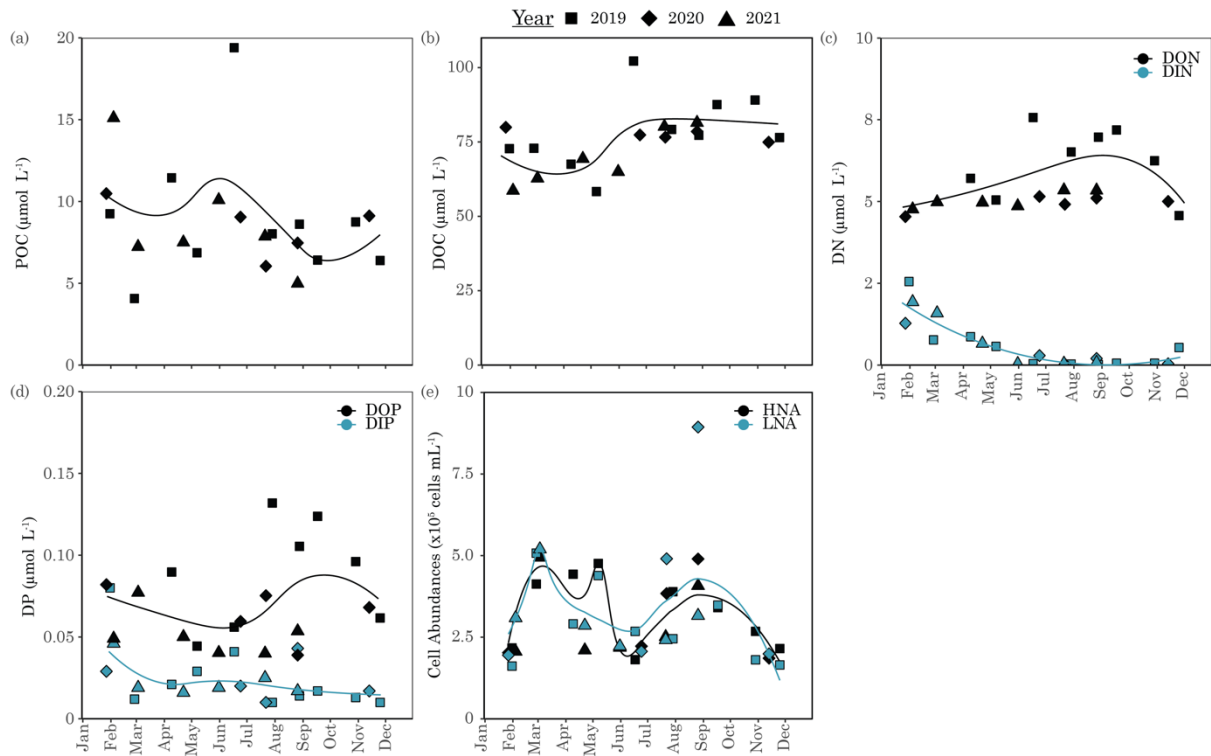 Year 2019 2020 2021
(a)
POC (µmol L-1)
20
15
10
5
0
(b)
DOC (µmol L-1)
100
75
50
25
0
(c)
DN (µmol L-1)
10
8
5
2
0
DON
DIN
Jan Feb Mar Apr May Jun Jul Aug Sep Oct Nov Dec
(d)
DP (µmol L-1)
0.20
0.15
0.10
0.05
0
DOP
DIP
Jan Feb Mar Apr May Jun Jul Aug Sep Oct Nov Dec
(e)
Cell Abundances (x10⁵ cells mL-1)
10
7.5
5.0
2.5
0
HNA
LNA
Jan Feb Mar Apr May Jun Jul Aug Sep Oct Nov Dec